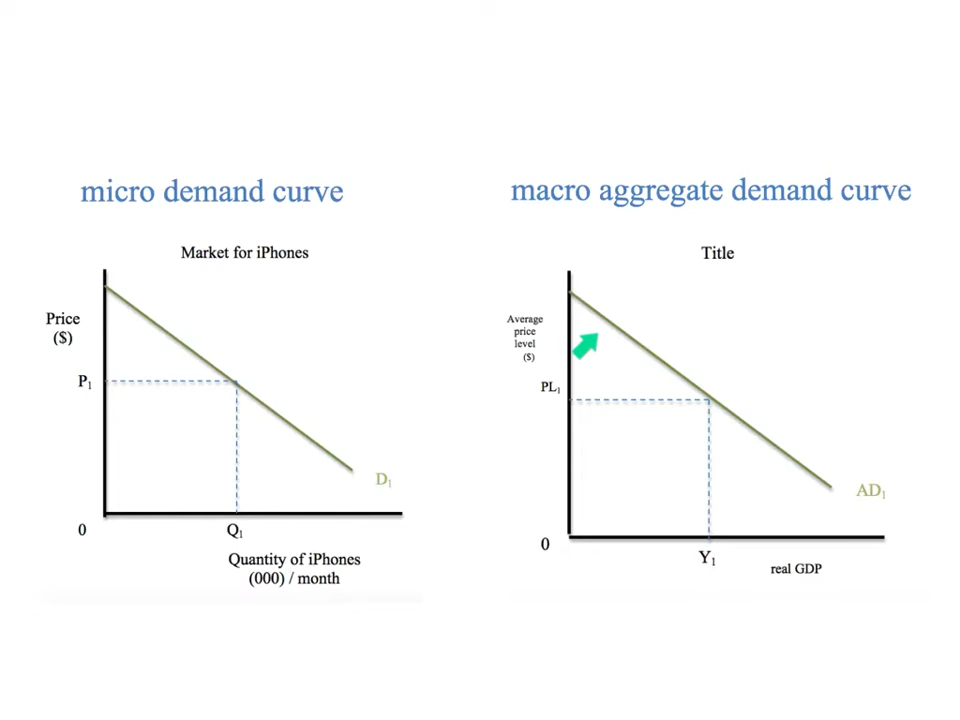 micro demand curve
Market for iPhones
Price
($)
P1
D1
0
Q1
Quantity of iPhones
(000) / month
macro aggregate demand curve
Title
Average
price
level
($)
PL1
AD1
0
Y1
real GDP